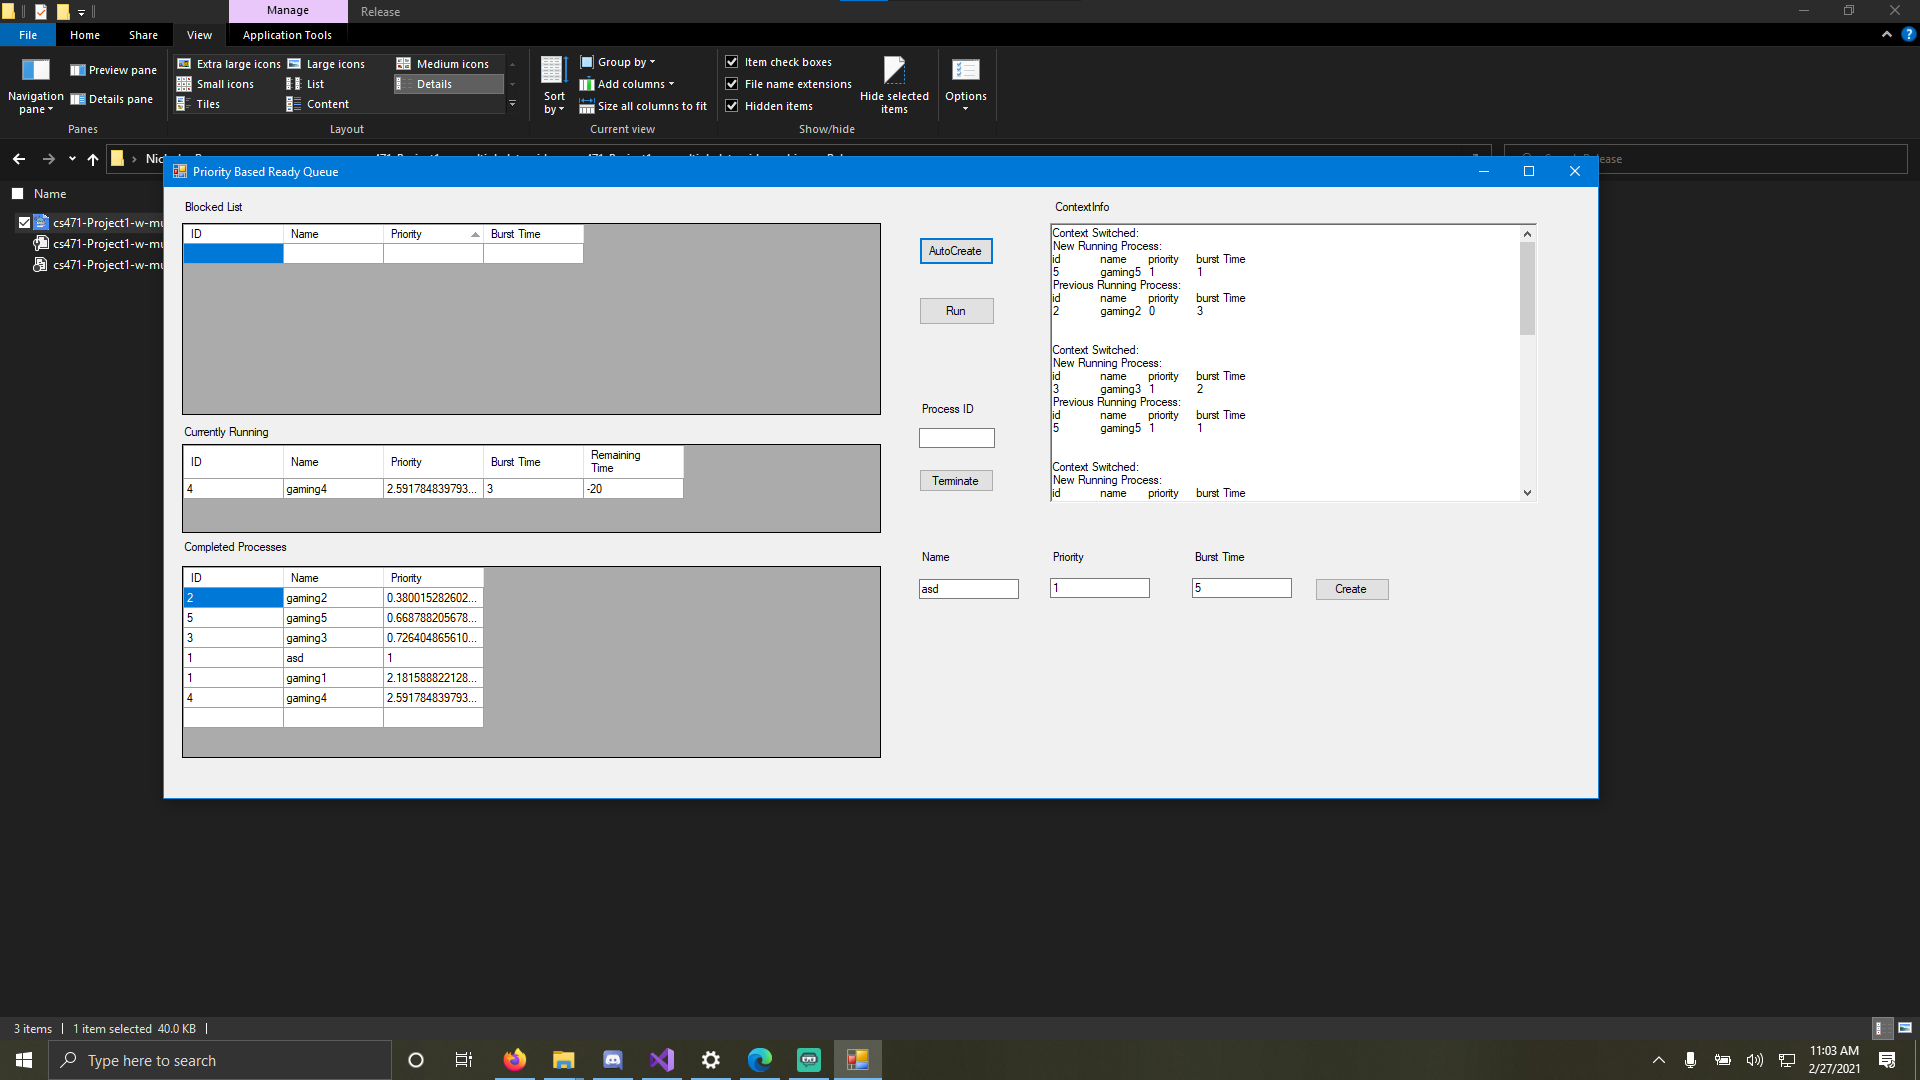 Manage
Release
File
Home
Share
View
Application Tools
Navigation pane
Preview pane
Details pane
Panes
Extra large icons
Large icons
Medium icons
Small icons
List
Details
Tiles
Content
Layout
Sort by
Group by
Add columns
Size all columns to fit
Current view
Item check boxes
File name extensions
Hidden items
Hide selected items
Show/hide
Options
Name
cs471-Project1-w-mu
cs471-Project1-w-mu
cs471-Project1-w-mu
Priority Based Ready Queue
Blocked List
ID Name Priority Burst Time
Currently Running
ID Name Priority Burst Time Remaining Time
4 gaming4 2.591784839793... 3 -20
Completed Processes
ID Name Priority
2 gaming2 0.380015282602...
5 gaming5 0.668788205678...
3 gaming3 0.726404865610...
1 asd 1
1 gaming1 2.181588822128...
4 gaming4 2.591784839793...
AutoCreate
Run
Process ID
Terminate
ContextInfo
Context Switched:
New Running Process:
id name priority burst Time
5 gaming5 1 1
Previous Running Process:
id name priority burst Time
2 gaming2 0 3
Context Switched:
New Running Process:
id name priority burst Time
3 gaming3 1 2
Previous Running Process:
id name priority burst Time
5 gaming5 1 1
Context Switched:
New Running Process:
id name priority burst Time
Name Priority Burst Time
asd 1 5 Create
3 items 1 item selected 40.0 KB
Type here to search
11:03 AM
2/27/2021